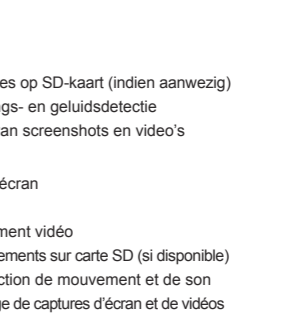 es op SD-kaart (indien aanwezig)
gs- en geluidsdetectie
an screenshots en video's
écran
ment vidéo
ements sur carte SD (si disponible)
ction de mouvement et de son
ge de captures d'écran et de vidéos